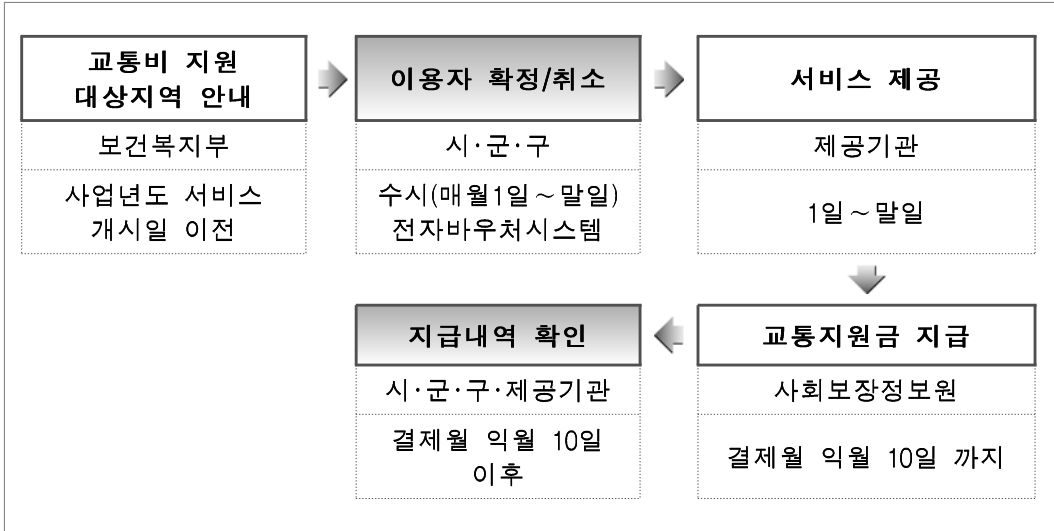 교통비 지원
대상지역 안내
보건복지부
사업년도 서비스
개시일 이전
이용자 확정/취소
시·군·구
수시(매월1일~말일)
전자바우처시스템
서비스 제공
제공기관
1일~말일
교통지원금 지급
사회보장정보원
결제월 익월 10일 까지
지급내역 확인
시·군·구·제공기관
결제월 익월 10일
이후